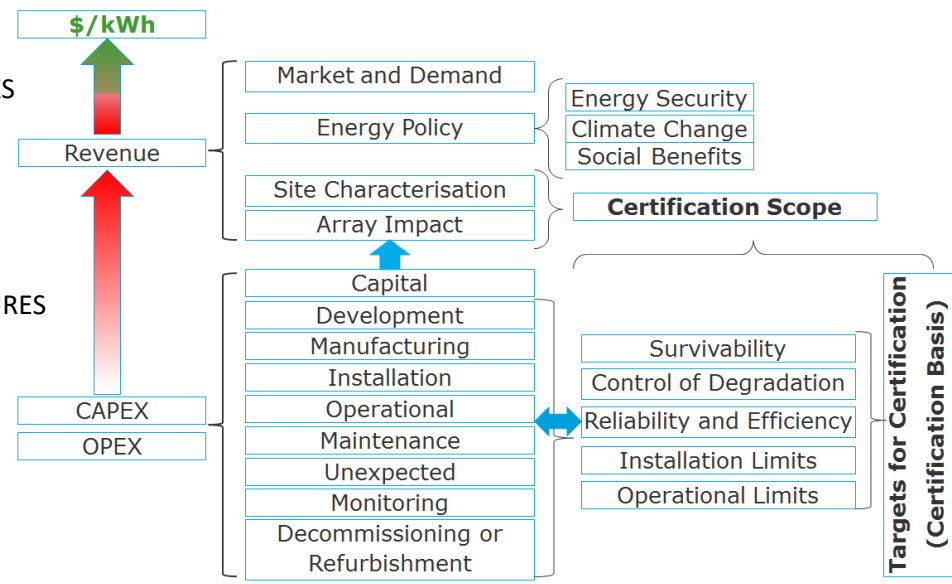 $/kWh
Revenue
CAPEX
OPEX
Market and Demand
Energy Policy
Site Characterisation
Array Impact
Energy Security
Climate Change
Social Benefits
Certification Scope
Capital
Development
Manufacturing
Installation
Operational
Maintenance
Unexpected
Monitoring
Decommissioning or
Refurbishment
Survivability
Control of Degradation
Reliability and Efficiency
Installation Limits
Operational Limits
Targets for Certification
(Certification Basis)